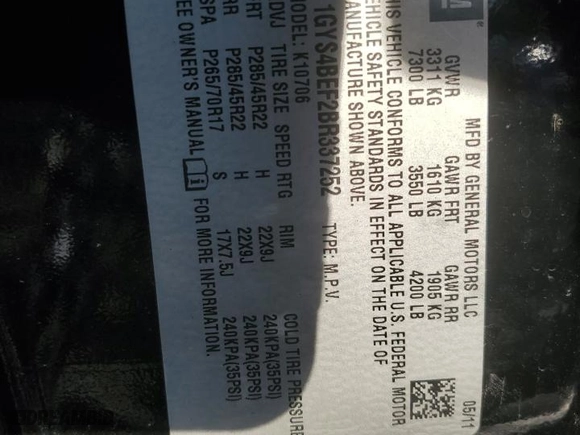 GM
MFD BY GENERAL MOTORS LLC 05/11
GVWR GAWR FRT GAWR RR
3311 KG 1610 KG 1905 KG
7300 LB 3550 LB 4200 LB
THIS VEHICLE CONFORMS TO ALL APPLICABLE U.S. FEDERAL MOTOR
VEHICLE SAFETY STANDARDS IN EFFECT ON THE DATE OF
MANUFACTURE SHOWN ABOVE.
1GYS4BEF2BR337252 TYPE: M.P.V.
MODEL: K10706
DVJ TIRE SIZE SPEED RTG RIM COLD TIRE PRESSURE
FRT P285/45R22 H 22X9J 240KPA(35PSI)
RR P285/45R22 H 22X9J 240KPA(35PSI)
SPA P265/70R17 S 17X7.5J 240KPA(35PSI)
SEE OWNER'S MANUAL FOR MORE INFORMATION.